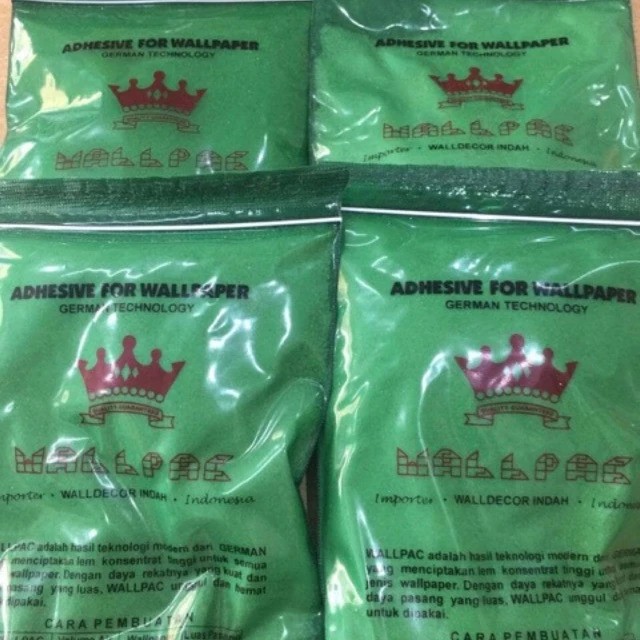 ADHESIVE FOR WALLPAPER
GERMAN TECHNOLOGY
WALLPAC
ADHESIVE FOR WALLPAPER
GERMAN TECHNOLOGY
WALLPAC
Importer • WALLDECOR INDAH • Indonesia
ADHESIVE FOR WALLPAPER
GERMAN TECHNOLOGY
WALLPAC
Importer • WALLDECOR INDAH • Indonesia
WALLPAC adalah hasil teknologi modern dari GERMAN
menciptakan lem konsentrat tinggi untuk semua
wallpaper. Dengan daya rekatnya yang kuat dan
pasang yang luas, WALLPAC unggul dan hemat
dipakai.
CARA PEMBUATAN
ADHESIVE FOR WALLPAPER
GERMAN TECHNOLOGY
WALLPAC
Importer • WALLDECOR INDAH •
WALLPAC adalah hasil teknologi modern dari
yang menciptakan lem konsentrat tinggi
jenis wallpaper. Dengan daya rekatnya yang
daya pasang yang luas, WALLPAC unggul dan
untuk dipakai.
CARA PEMBUATAN